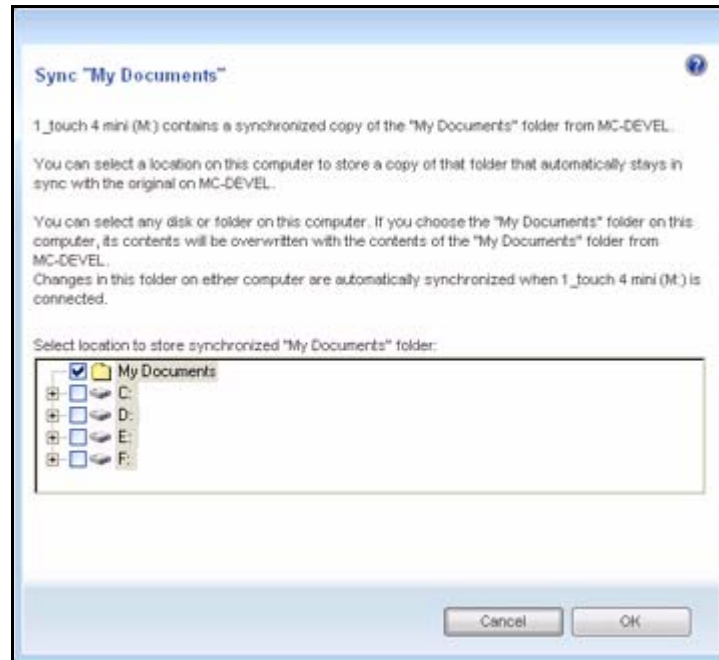 Sync "My Documents"
1_touch 4 mini (M:) contains a synchronized copy of the "My Documents" folder from MC-DEVEL.
You can select a location on this computer to store a copy of that folder that automatically stays in
sync with the original on MC-DEVEL.
You can select any disk or folder on this computer. If you choose the "My Documents" folder on this
computer, its contents will be overwritten with the contents of the "My Documents" folder from
MC-DEVEL.
Changes in this folder on ether computer are automatically synchronized when 1_touch 4 mini (M:) is
connected.
Select location to store synchronized "My Documents" folder:
My Documents
C:
D:
E:
F:
Cancel
OK